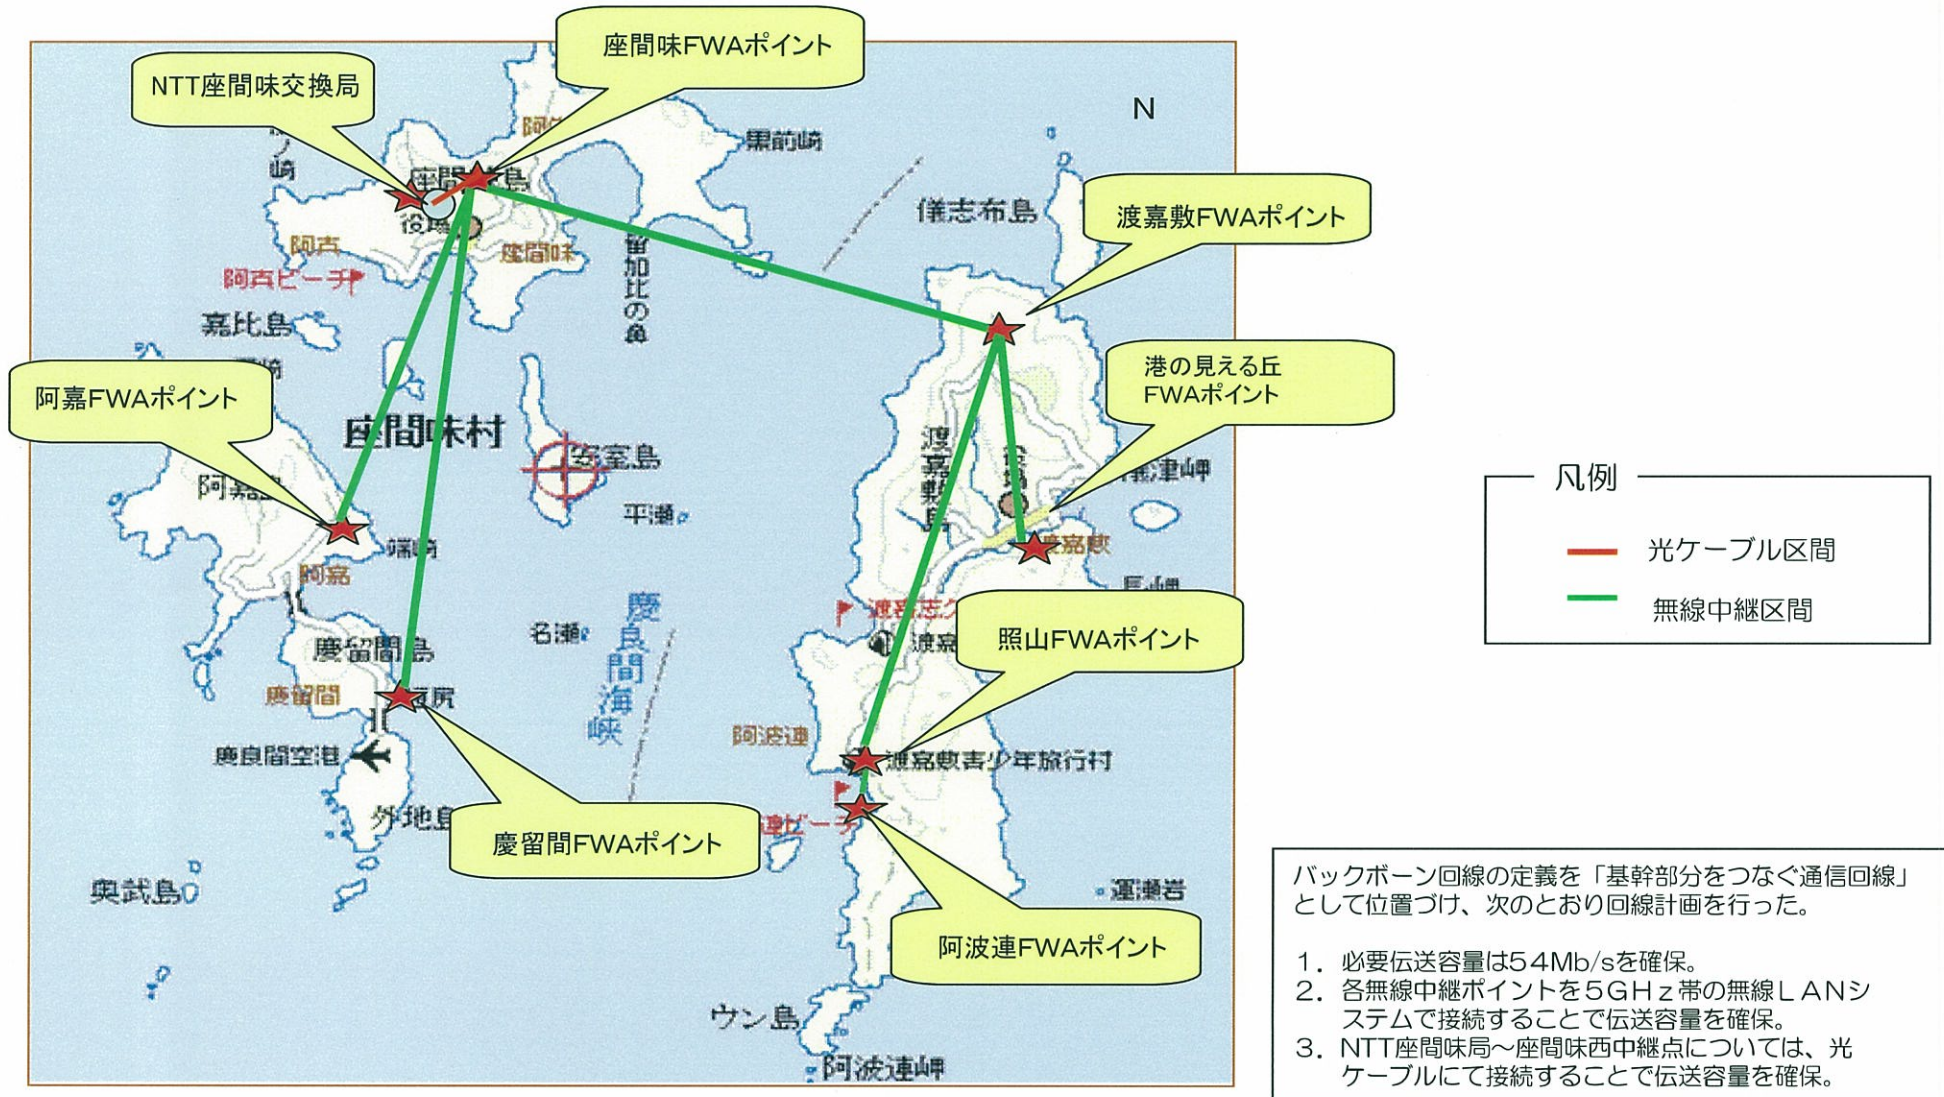 座間味FWAポイント
NTT座間味交換局
N
黒前崎
儀志布島
渡嘉敷FWAポイント
役場
座間味
阿真
阿真ビーチ
嘉比島
港の見える丘
FWAポイント
阿嘉FWAポイント
座間味村
安室島
阿嘉島
渡嘉敷島
儀津岬
平瀬
渡嘉敷
阿嘉
凡例
光ケーブル区間
無線中継区間
長岬
慶良間海峡
名瀬
慶留間島
照山FWAポイント
慶留間
阿波連
渡嘉敷青少年旅行村
慶良間空港
外地島
慶留間FWAポイント
奥武島
運瀬岩
阿波連FWAポイント
ウン島
阿波連岬
バックボーン回線の定義を「基幹部分をつなぐ通信回線」
として位置づけ、次のとおり回線計画を行った。
1．必要伝送容量は54Mb/sを確保。
2．各無線中継ポイントを5GHz帯の無線LANシ
ステムで接続することで伝送容量を確保。
3．NTT座間味局～座間味西中継点については、光
ケーブルにて接続することで伝送容量を確保。